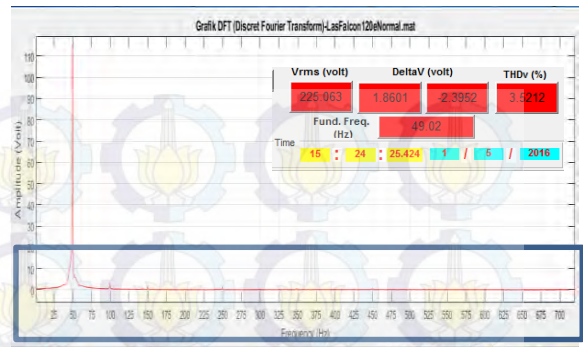 Grafik DFT (Discret Fourier Transform)-LasFalcon120eNormal.mat
Vrms (volt) DeltaV (volt) THDv (%)
225.063 1.8601 -2.3952 3.5212
Fund. Freq. (Hz) 49.02
Time 15 : 24 : 25.424 1 / 5 / 2016
Amplitude (Volt)
110
100
90
80
70
60
50
40
30
20
10
0
25 50 75 100 125 150 175 200 225 250 275 300 325 350 375 400 425 450 475 500 525 550 575 600 625 650 675 700
Frequency (Hz)